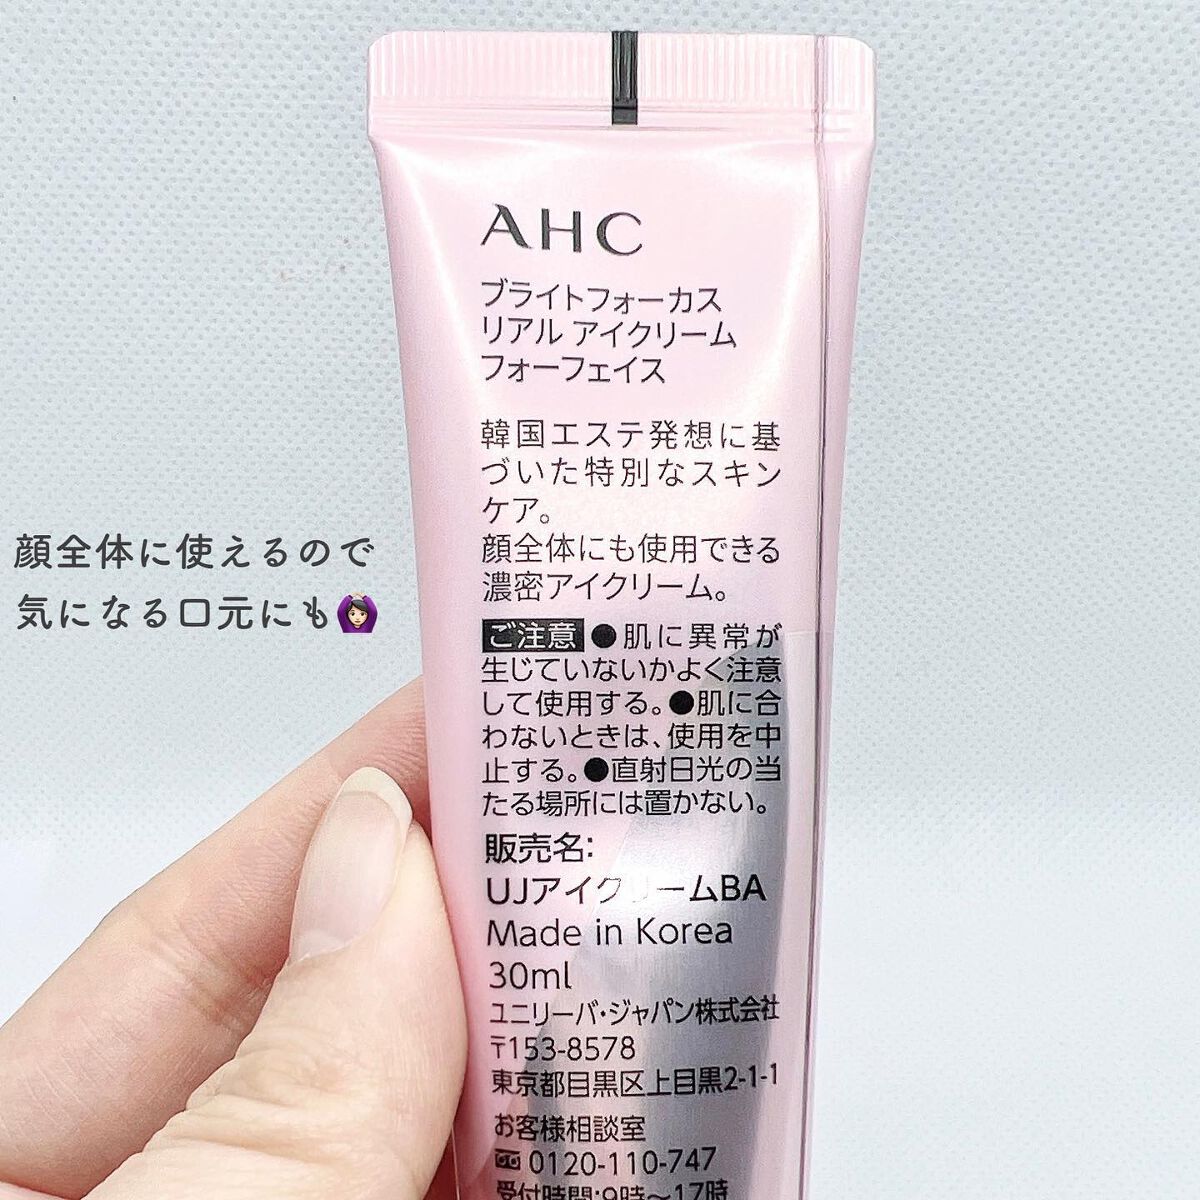 AHC
ブライトフォーカス
リアル アイクリーム
フォーフェイス
韓国エステ発想に基
づいた特別なスキン
ケア。
顔全体にも使用できる
濃密アイクリーム。
ご注意 ●肌に異常が
生じていないかよく注意
して使用する。●肌に合
わないときは、使用を中
止する。●直射日光の当
たる場所には置かない。
販売名:
UJアイクリームBA
Made in Korea
30ml
ユニリーバ・ジャパン株式会社
〒153-8578
東京都目黒区上目黒2-1-1
お客様相談室
0120-110-747
受付時間:9時〜17時
顔全体に使えるので
気になる口元にも🙆🏻‍♀️